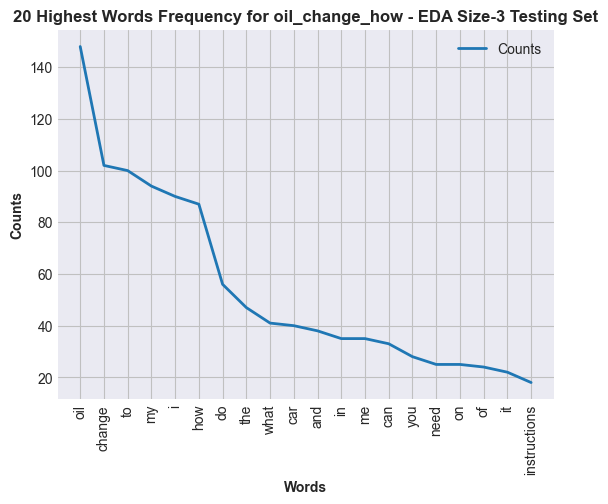 20 Highest Words Frequency for oil_change_how - EDA Size-3 Testing Set
Counts
140
120
100
80
60
40
20
Counts
oil
change
to
my
i
how
do
the
what
car
and
in
me
can
you
need
on
of
it
instructions
Words